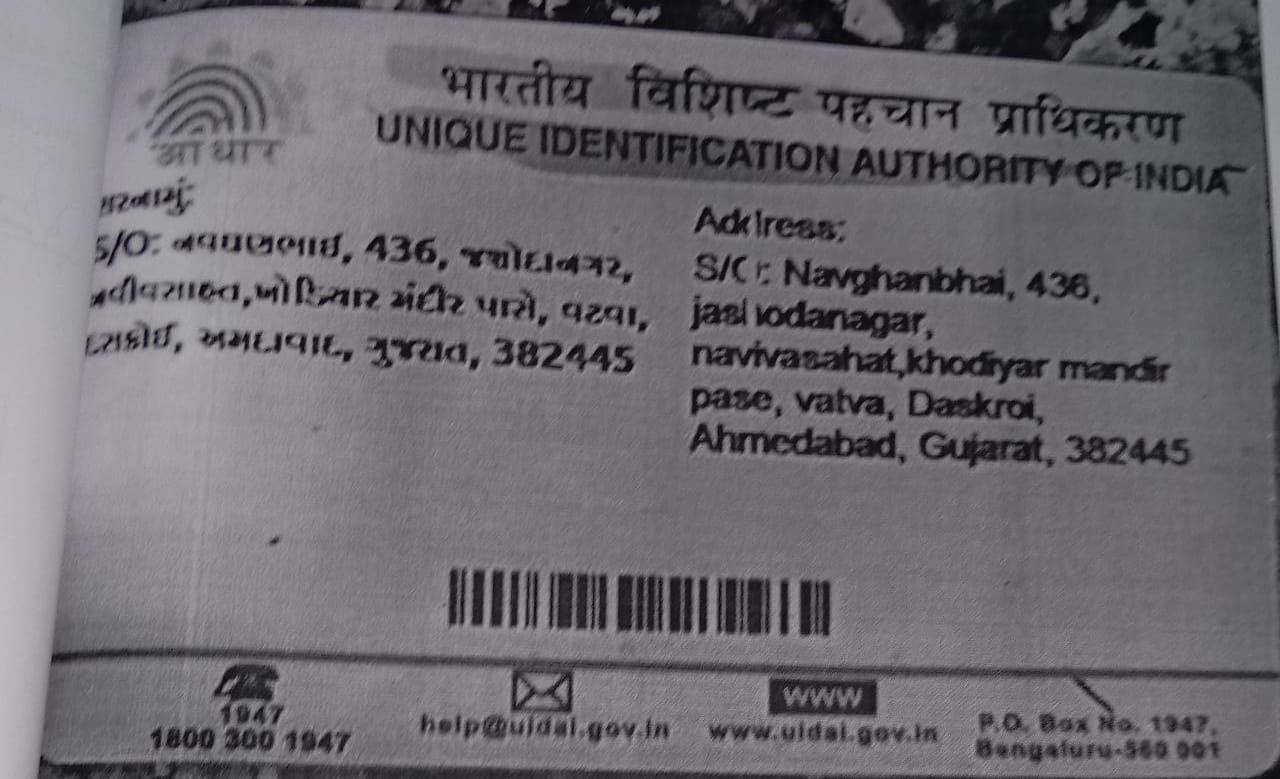 आधार
भारतीय विशिष्ट पहचान प्राधिकरण
UNIQUE IDENTIFICATION AUTHORITY OF INDIA
સરનામું:
S/O: નવઘણભાઇ, 436, જશોદાનગર,
નવીવસાહત,ખોડિયાર મંદીર પાસે, વટવા,
દસ્ક્રોઇ, અમદાવાદ, ગુજરાત, 382445
Address:
S/O: Navghanbhai, 436,
jashodanagar,
navivasahat,khodiyar mandir
pase, vatva, Daskroi,
Ahmedabad, Gujarat, 382445
1947
1800 300 1947
help@uidai.gov.in
WWW
www.uidai.gov.in
P.O. Box No. 1947,
Bengaluru-560 001